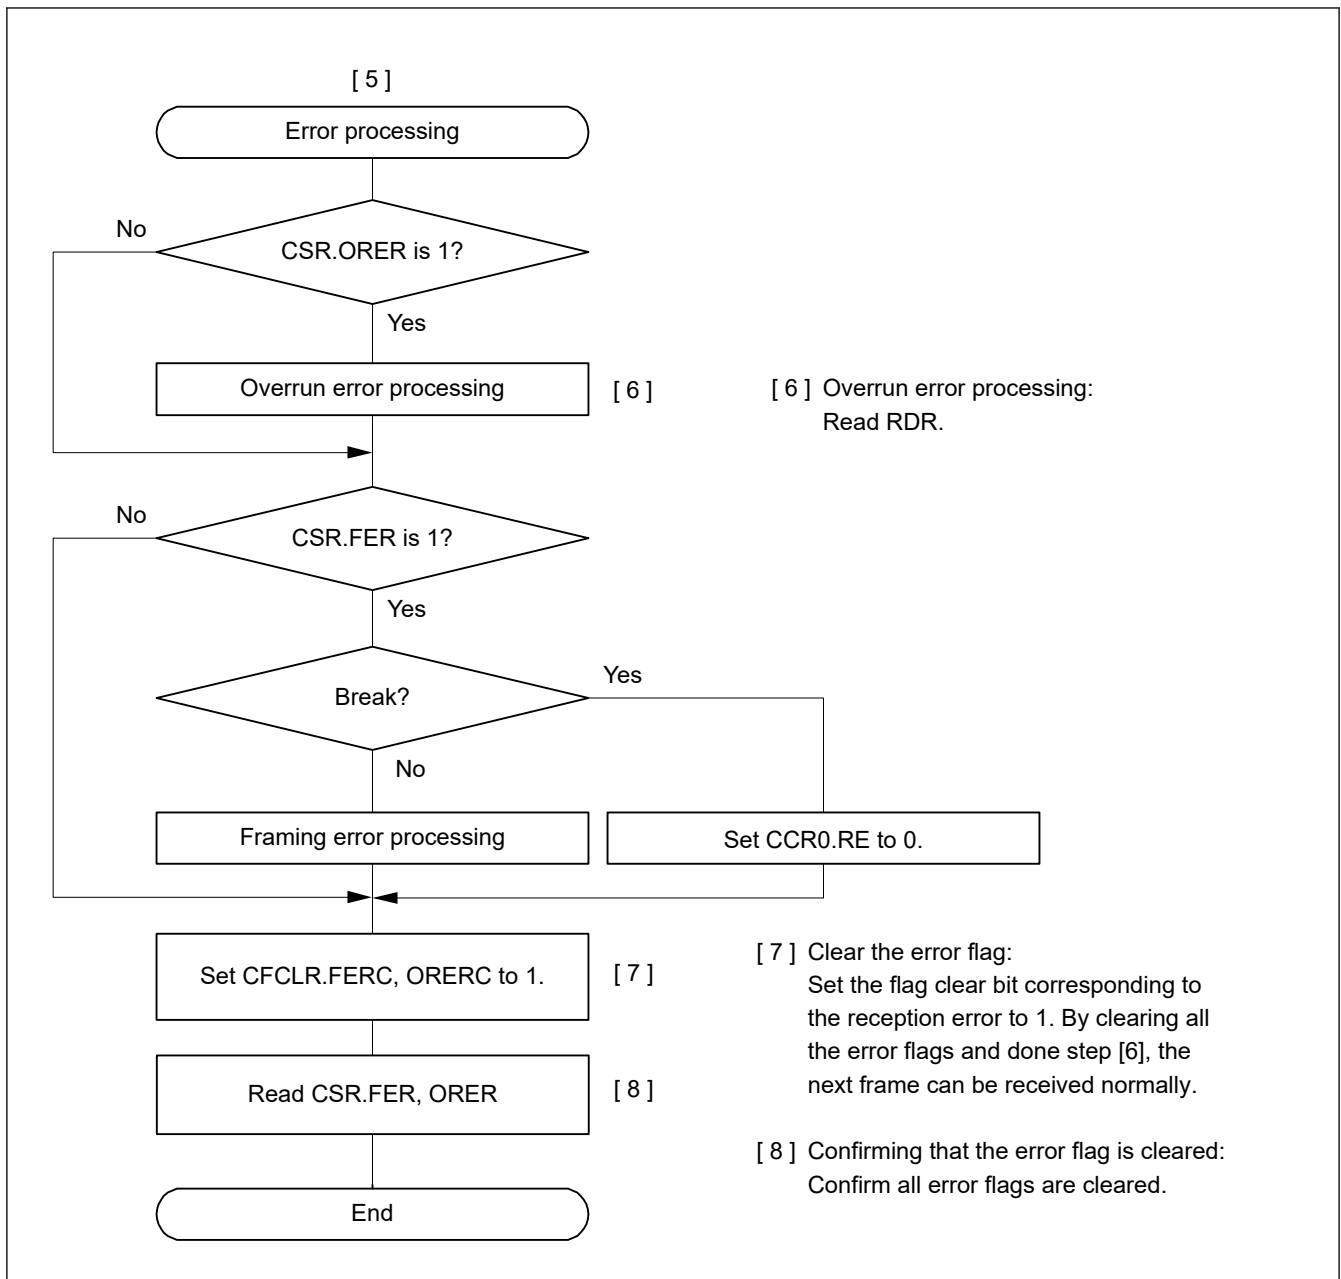 [ 5 ]
Error processing
No
CSR.ORER is 1?
Yes
Overrun error processing
[ 6 ]
[ 6 ] Overrun error processing:
Read RDR.
No
CSR.FER is 1?
Yes
Break?
Yes
No
Framing error processing
Set CCR0.RE to 0.
Set CFCLR.FERC, ORERC to 1.
[ 7 ]
[ 7 ] Clear the error flag:
Set the flag clear bit corresponding to
the reception error to 1. By clearing all
the error flags and done step [6], the
next frame can be received normally.
Read CSR.FER, ORER
[ 8 ]
[ 8 ] Confirming that the error flag is cleared:
Confirm all error flags are cleared.
End